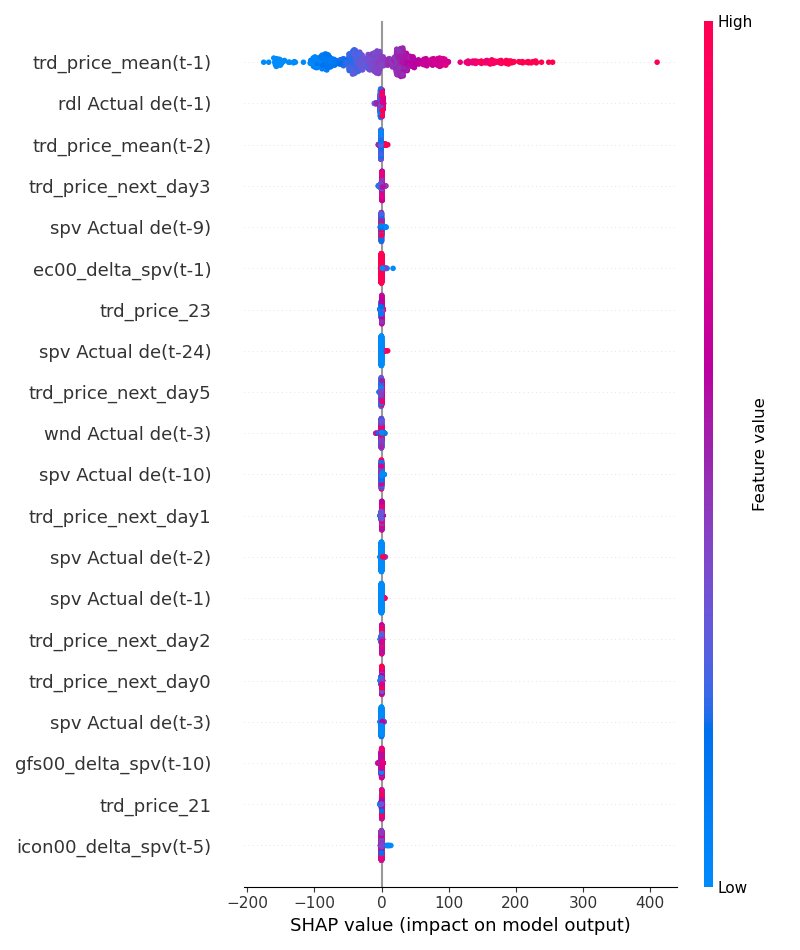 High
trd_price_mean(t-1)
rdl Actual de(t-1)
trd_price_mean(t-2)
trd_price_next_day3
spv Actual de(t-9)
ec00_delta_spv(t-1)
trd_price_23
spv Actual de(t-24)
trd_price_next_day5
wnd Actual de(t-3)
spv Actual de(t-10)
trd_price_next_day1
spv Actual de(t-2)
spv Actual de(t-1)
trd_price_next_day2
trd_price_next_day0
spv Actual de(t-3)
gfs00_delta_spv(t-10)
trd_price_21
icon00_delta_spv(t-5)
Feature value
Low
−200 −100 0 100 200 300 400
SHAP value (impact on model output)